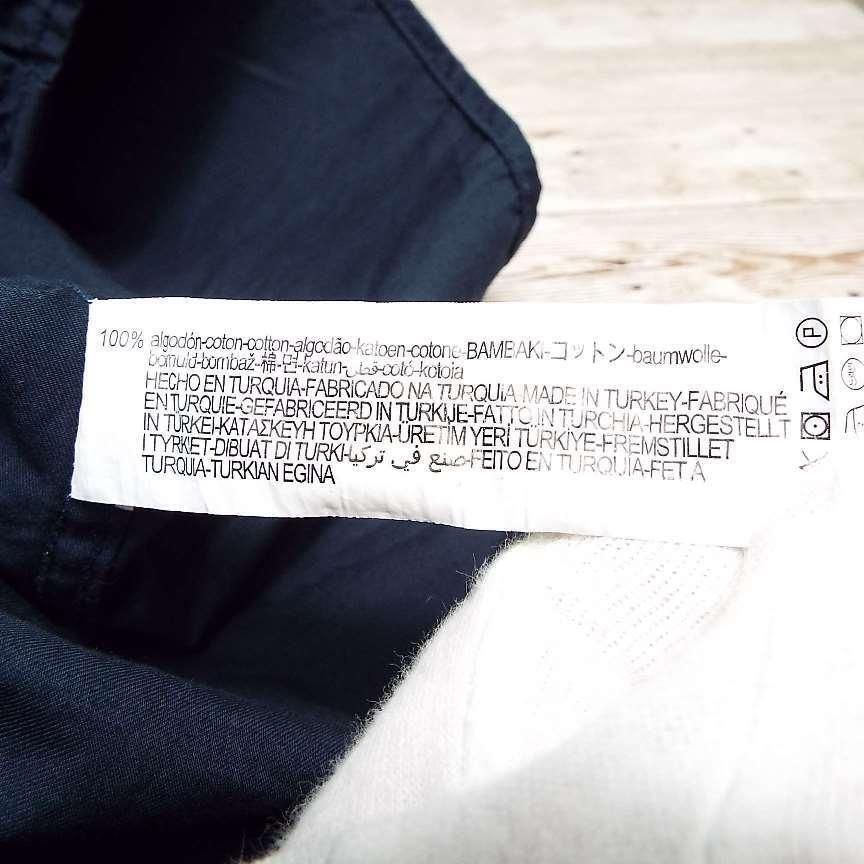 100% algodón-coton-cotton-algodão-katoen-cotone-BAMBAKI-コットン-baumwolle-
bomuld-bombaž-棉-면-katun-قطن-cotó-kotoia
HECHO EN TURQUIA-FABRICADO NA TURQUIA-MADE IN TURKEY-FABRIQUÉ
EN TURQUIE-GEFABRICEERD IN TURKIJE-FATTO IN TURCHIA-HERGESTELLT
IN TÜRKEI-ΚΑΤΑΣΚΕΥΗ ΤΟΥΡΚΙΑ-ÜRETİM YERİ TÜRKİYE-FREMSTILLET
I TYRKIET-DIBUAT DI TURKI-صنع في تركيا-FEITO EN TURQUIA-FET A
TURQUIA-TURKIAN EGINA
P